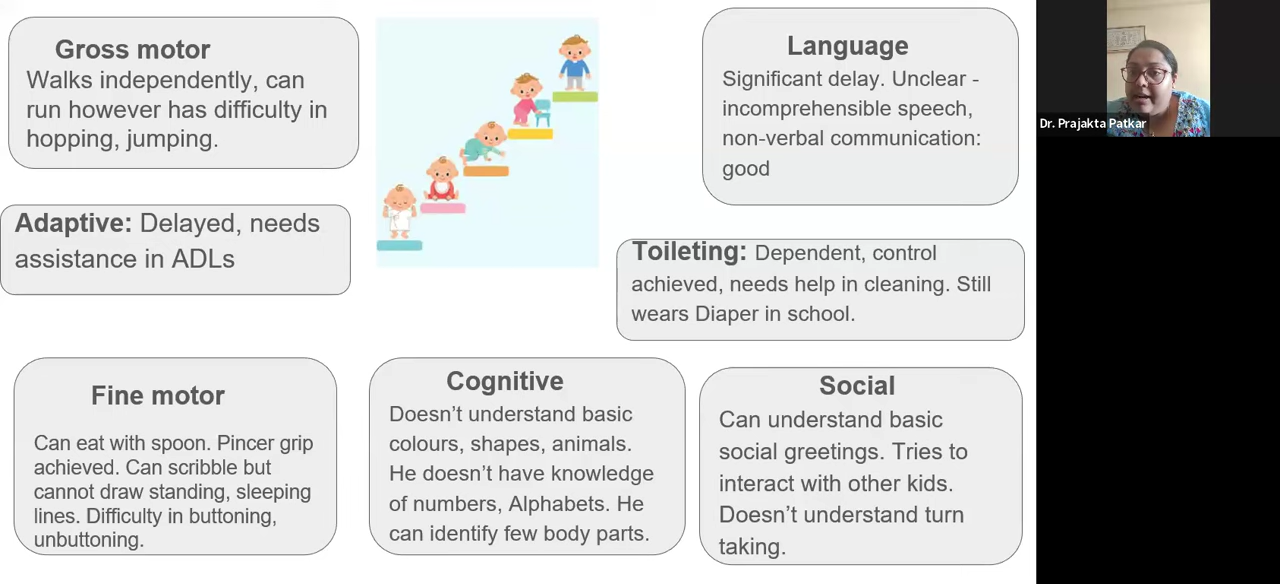 Gross motor
Walks independently, can
run however has difficulty in
hopping, jumping.
Language
Significant delay. Unclear -
incomprehensible speech,
non-verbal communication:
good
Dr. Prajakta Patkar
Adaptive: Delayed, needs
assistance in ADLs
Toileting: Dependent, control
achieved, needs help in cleaning. Still
wears Diaper in school.
Fine motor
Can eat with spoon. Pincer grip
achieved. Can scribble but
cannot draw standing, sleeping
lines. Difficulty in buttoning,
unbuttoning.
Cognitive
Doesn’t understand basic
colours, shapes, animals.
He doesn’t have knowledge
of numbers, Alphabets. He
can identify few body parts.
Social
Can understand basic
social greetings. Tries to
interact with other kids.
Doesn’t understand turn
taking.